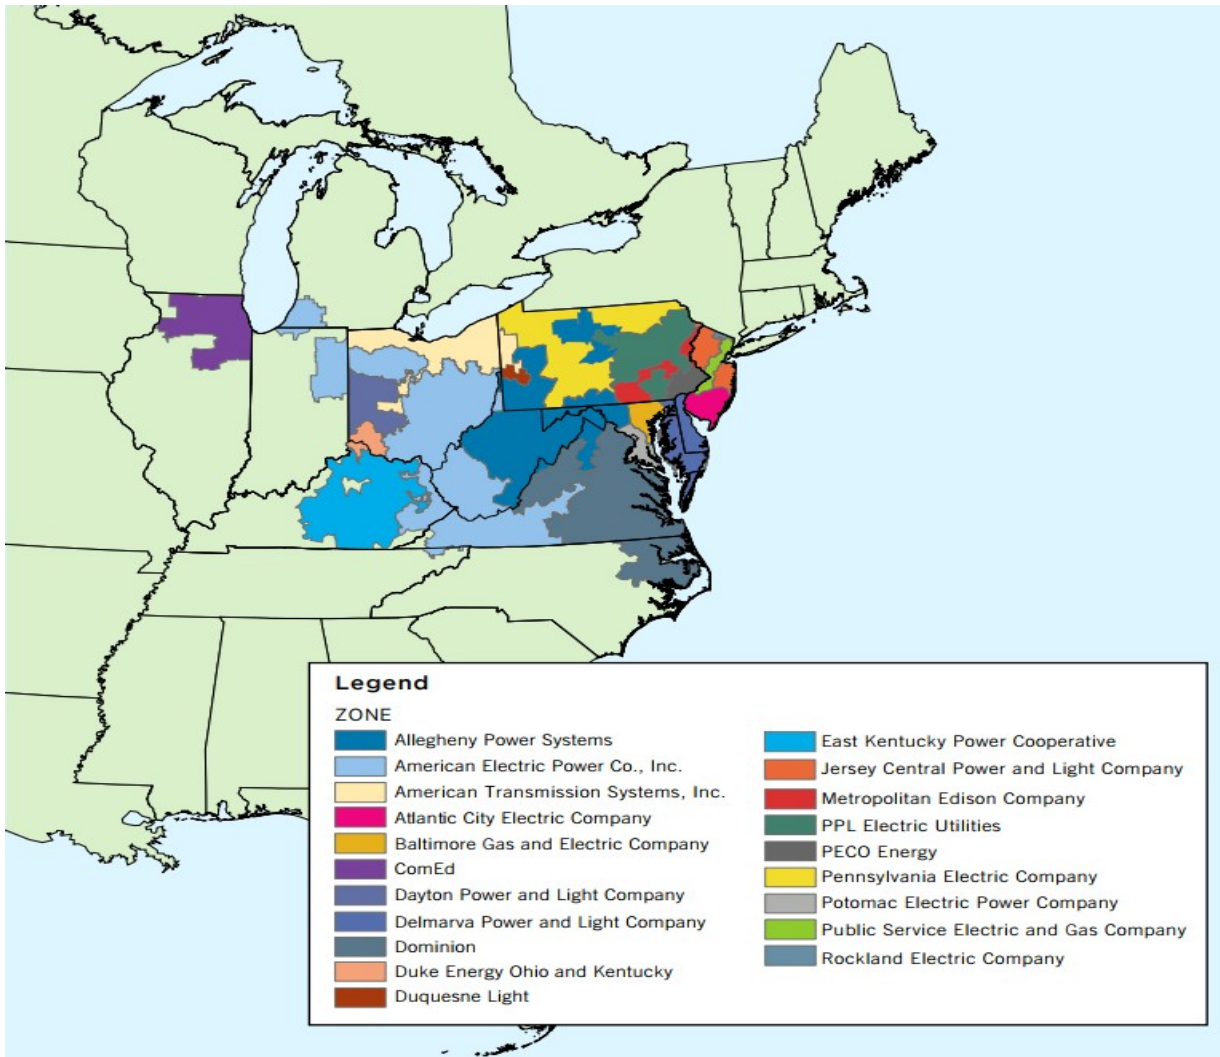 Legend
ZONE
Allegheny Power Systems
American Electric Power Co., Inc.
American Transmission Systems, Inc.
Atlantic City Electric Company
Baltimore Gas and Electric Company
ComEd
Dayton Power and Light Company
Delmarva Power and Light Company
Dominion
Duke Energy Ohio and Kentucky
Duquesne Light
East Kentucky Power Cooperative
Jersey Central Power and Light Company
Metropolitan Edison Company
PPL Electric Utilities
PECO Energy
Pennsylvania Electric Company
Potomac Electric Power Company
Public Service Electric and Gas Company
Rockland Electric Company